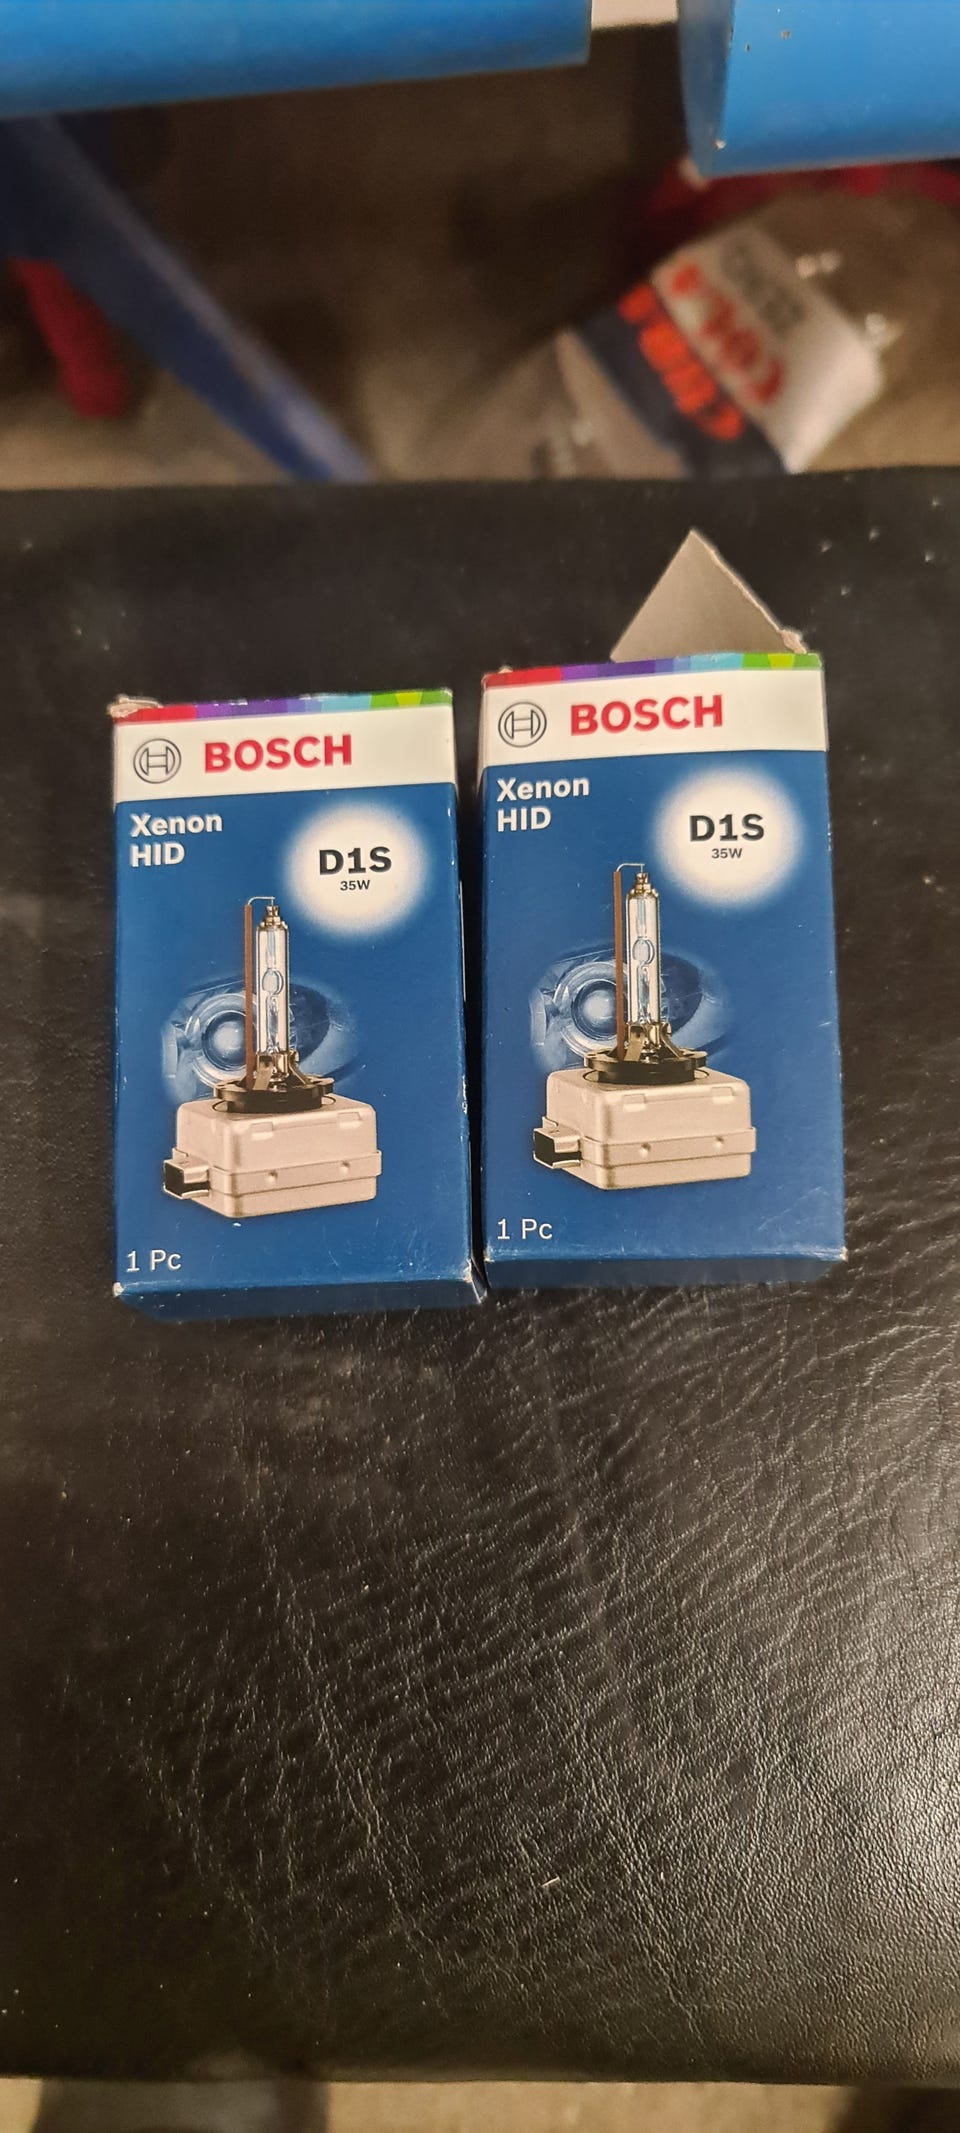 BOSCH
Xenon
HID
D1S
35W
1 Pc
BOSCH
Xenon
HID
D1S
35W
1 Pc